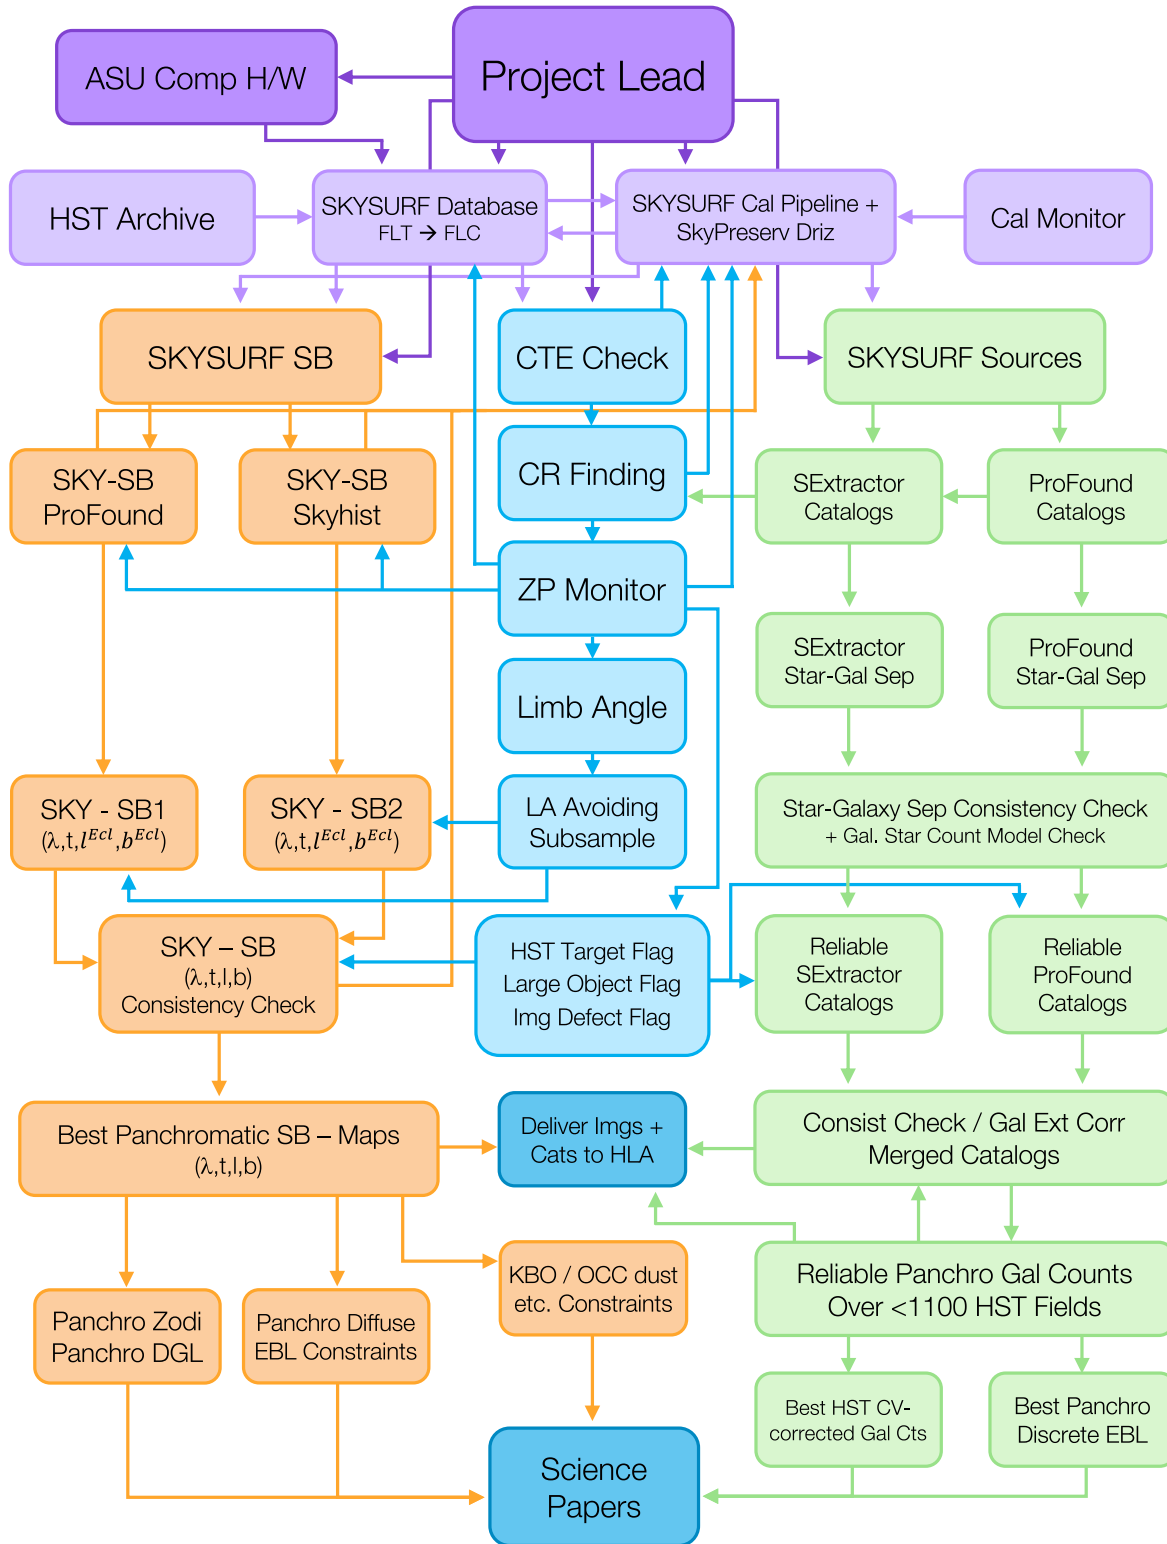 Project Lead
ASU Comp H/W
HST Archive
SKYSURF Database
FLT → FLC
SKYSURF Cal Pipeline +
SkyPreserv Driz
Cal Monitor
SKYSURF SB
CTE Check
SKYSURF Sources
SKY-SB
ProFound
SKY-SB
Skyhist
CR Finding
SExtractor
Catalogs
ProFound
Catalogs
ZP Monitor
SExtractor
Star-Gal Sep
ProFound
Star-Gal Sep
Limb Angle
SKY - SB1
(λ,t,l^Ecl,b^Ecl)
SKY - SB2
(λ,t,l^Ecl,b^Ecl)
LA Avoiding
Subsample
Star-Galaxy Sep Consistency Check
+ Gal. Star Count Model Check
SKY – SB
(λ,t,l,b)
Consistency Check
HST Target Flag
Large Object Flag
Img Defect Flag
Reliable
SExtractor
Catalogs
Reliable
ProFound
Catalogs
Best Panchromatic SB – Maps
(λ,t,l,b)
Deliver Imgs +
Cats to HLA
Consist Check / Gal Ext Corr
Merged Catalogs
KBO / OCC dust
etc. Constraints
Reliable Panchro Gal Counts
Over <1100 HST Fields
Panchro Zodi
Panchro DGL
Panchro Diffuse
EBL Constraints
Best HST CV-
corrected Gal Cts
Best Panchro
Discrete EBL
Science
Papers